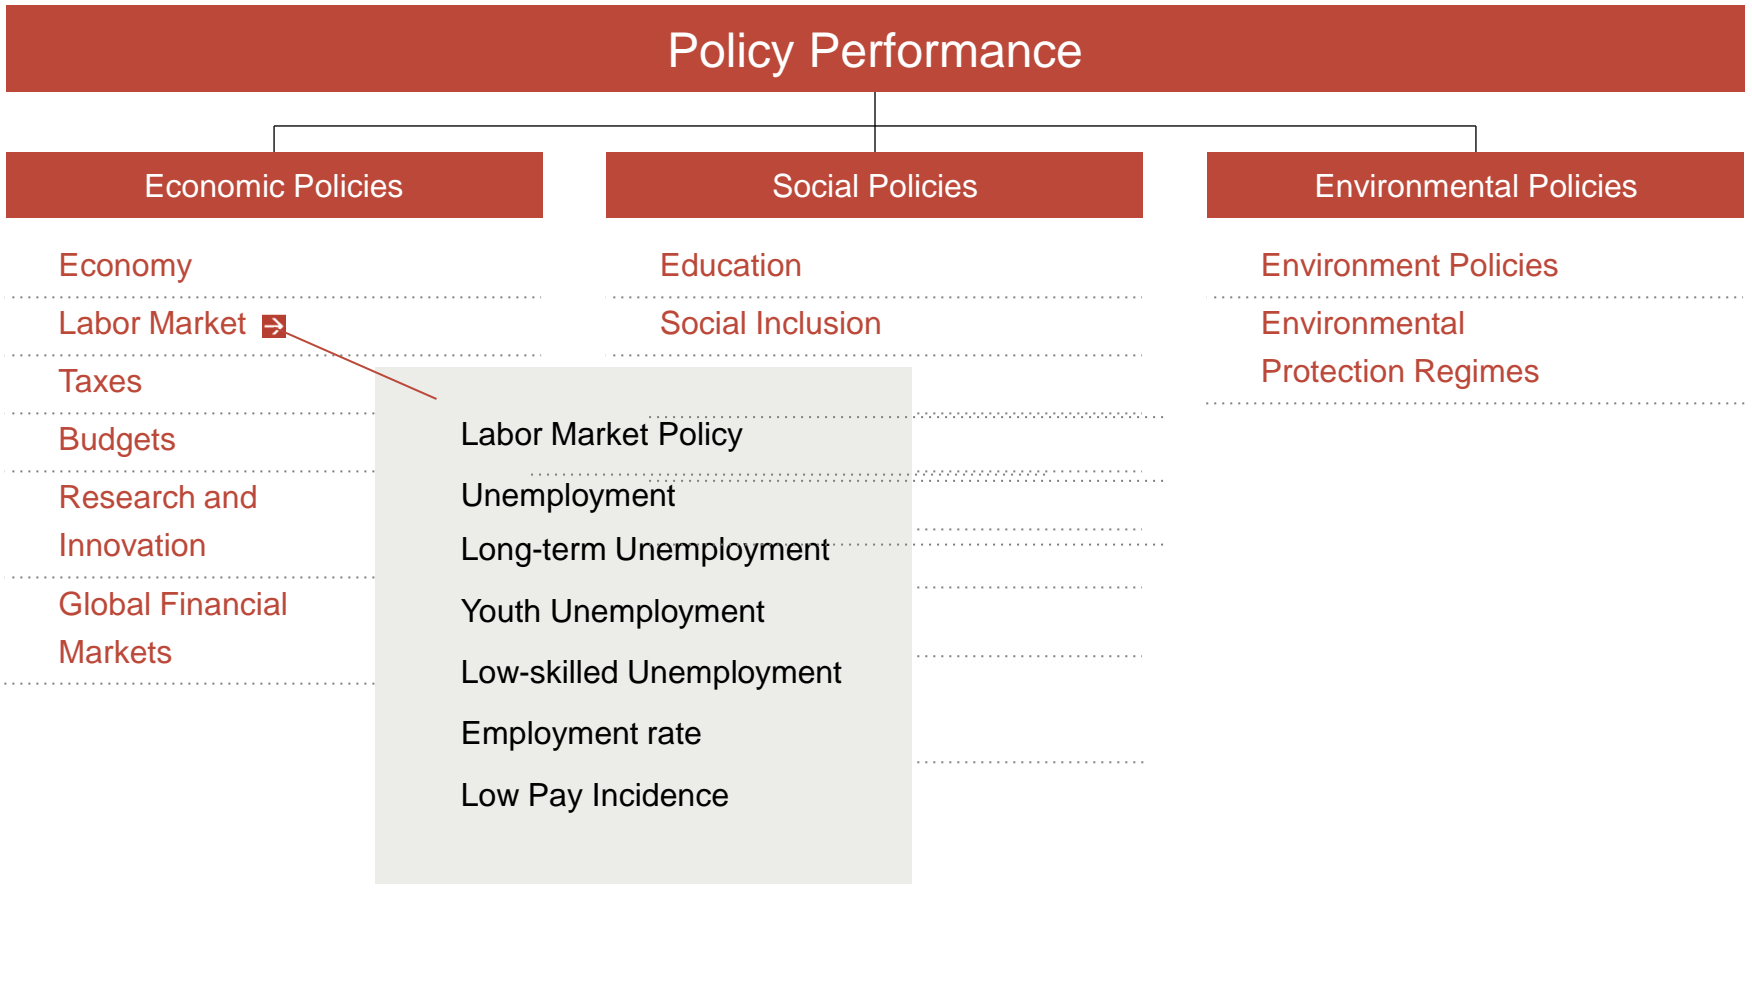 Policy Performance
Economic Policies
Economy
Labor Market
Taxes
Budgets
Research and
Innovation
Global Financial
Markets
Social Policies
Education
Social Inclusion
Environmental Policies
Environment Policies
Environmental
Protection Regimes
Labor Market Policy
Unemployment
Long-term Unemployment
Youth Unemployment
Low-skilled Unemployment
Employment rate
Low Pay Incidence